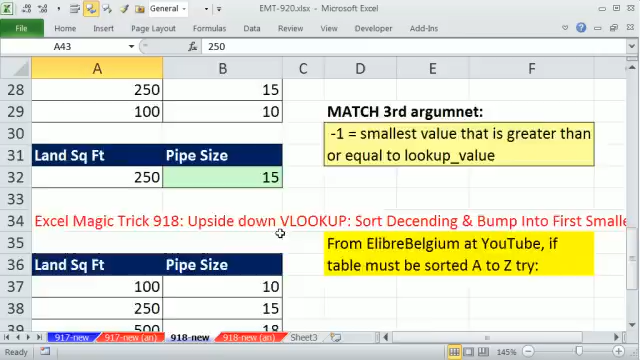 EMT-920.xlsx - Microsoft Excel
General
File Home Insert Page Layout Formulas Data Review View Developer
A43 fx 250
A B C D E F
28 250 15
29 100 10 MATCH 3rd argumnet:
30 -1 = smallest value that is greater than
31 Land Sq Ft Pipe Size or equal to lookup_value
32 250 15
33
34 Excel Magic Trick 918: Upside down VLOOKUP: Sort Decending & Bump Into First Smalle
35 From ElibreBelgium at YouTube, if
36 Land Sq Ft Pipe Size table must be sorted A to Z try:
37 100 10
38 250 15
39 500 18
917-new 917-new (an) 918-new 918-new (an) Sheet3
Ready 145%